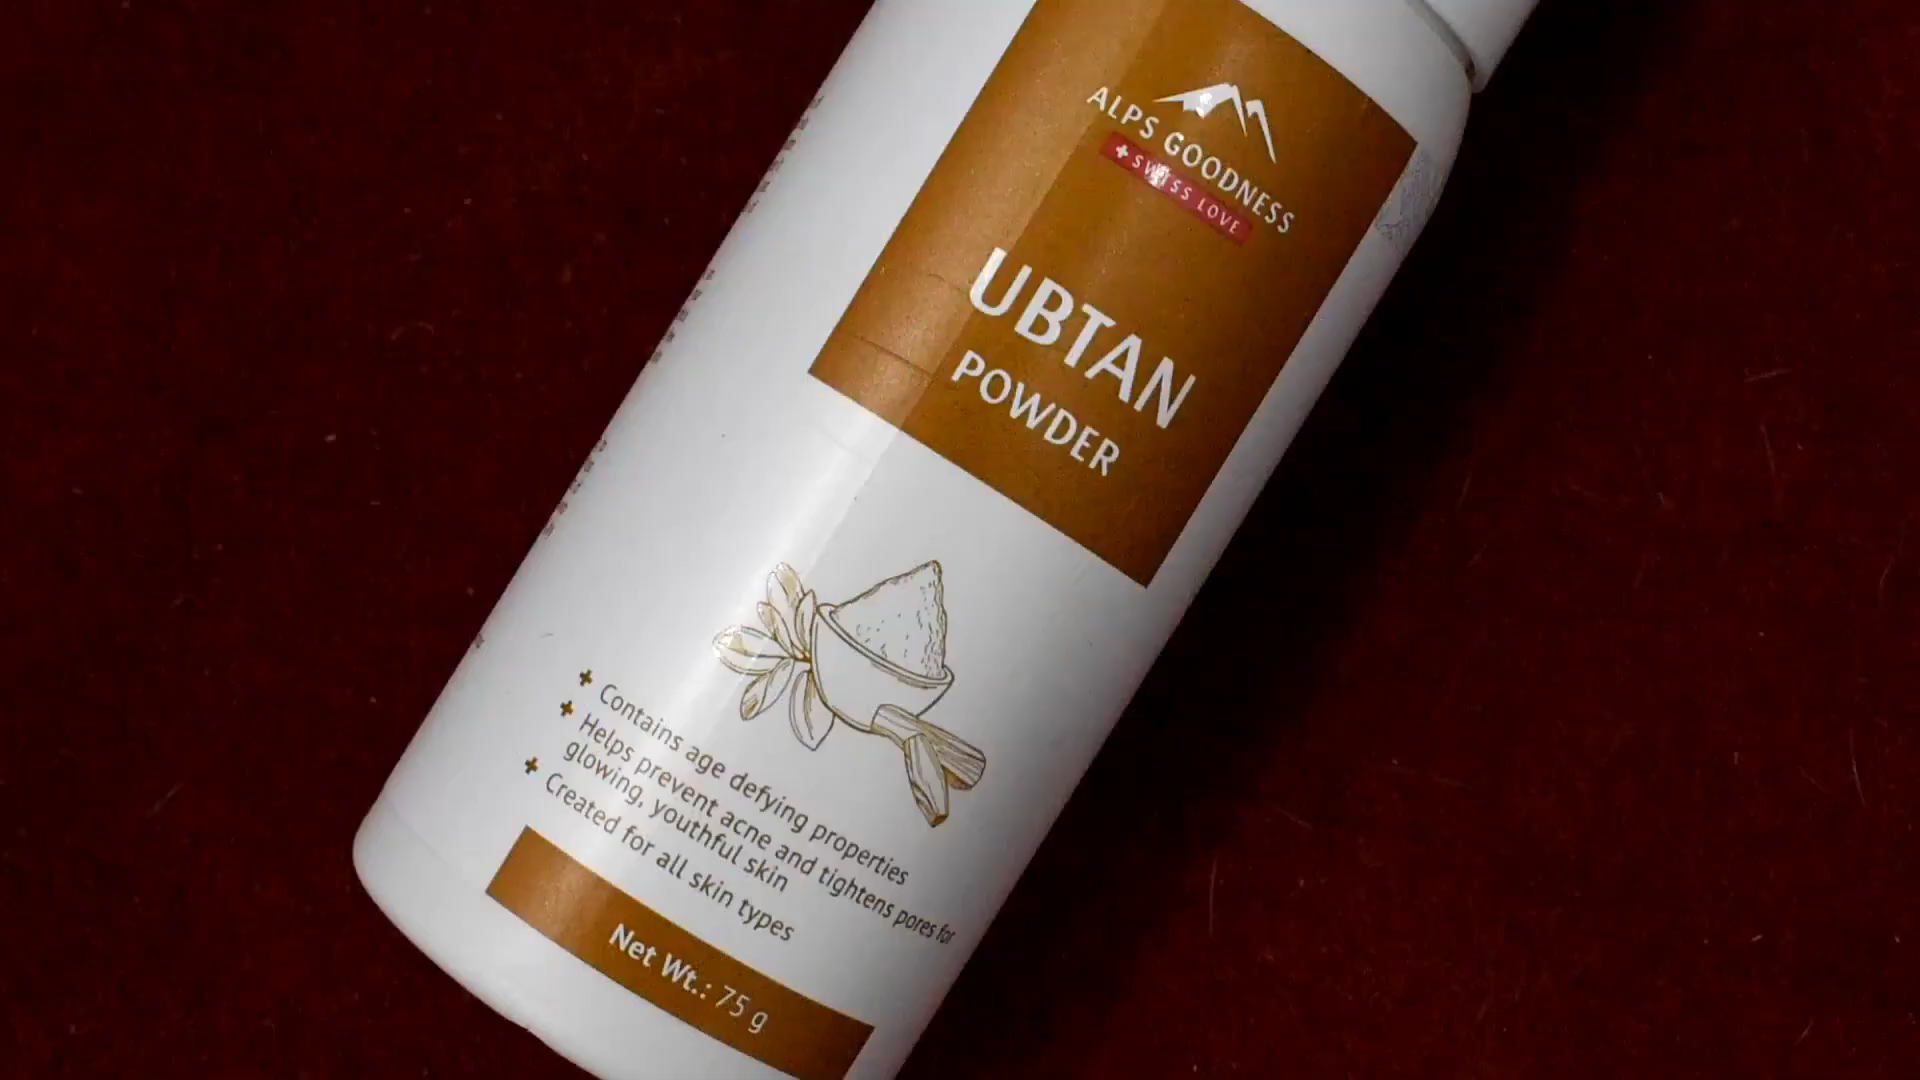 ALPS GOODNESS
SWISS LOVE
UBTAN
POWDER
Contains age defying properties
Helps prevent acne and tightens pores for
glowing, youthful skin
Created for all skin types
Net Wt.: 75 g